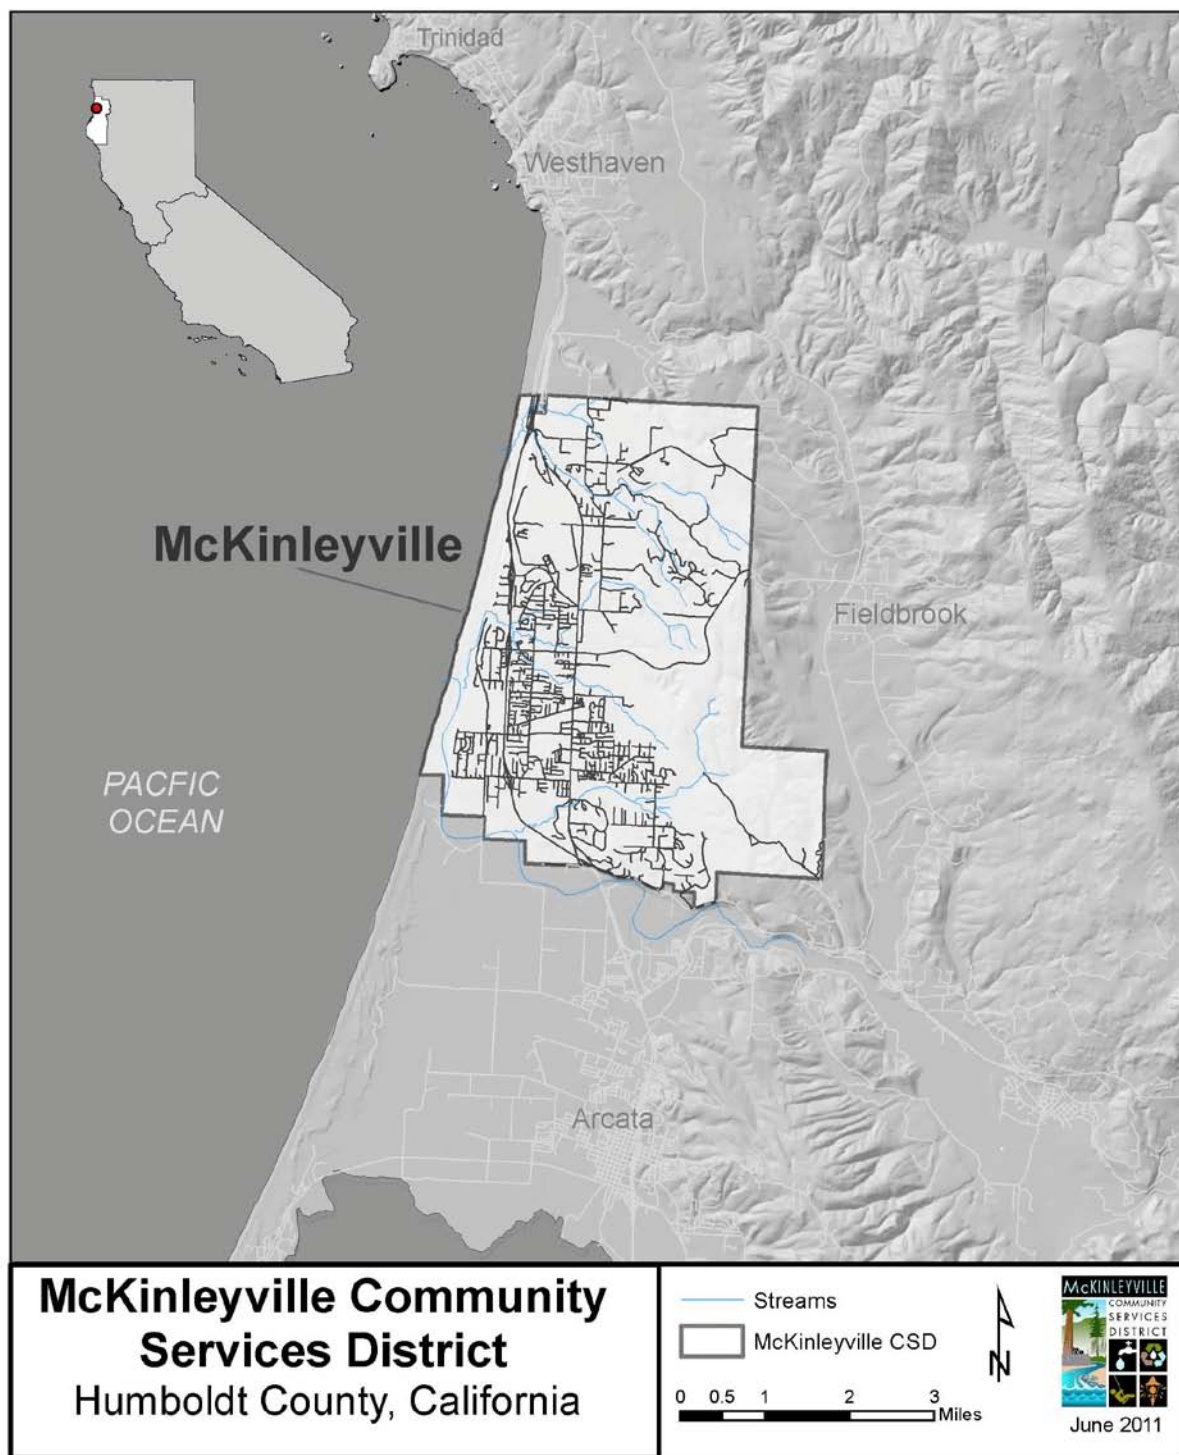 Trinidad
Westhaven
McKinleyville
Fieldbrook
PACFIC
OCEAN
Arcata
McKinleyville Community
Services District
Humboldt County, California
Streams
McKinleyville CSD
0 0.5 1 2 3
Miles
N
McKINLEYVILLE
COMMUNITY
SERVICES
DISTRICT
June 2011